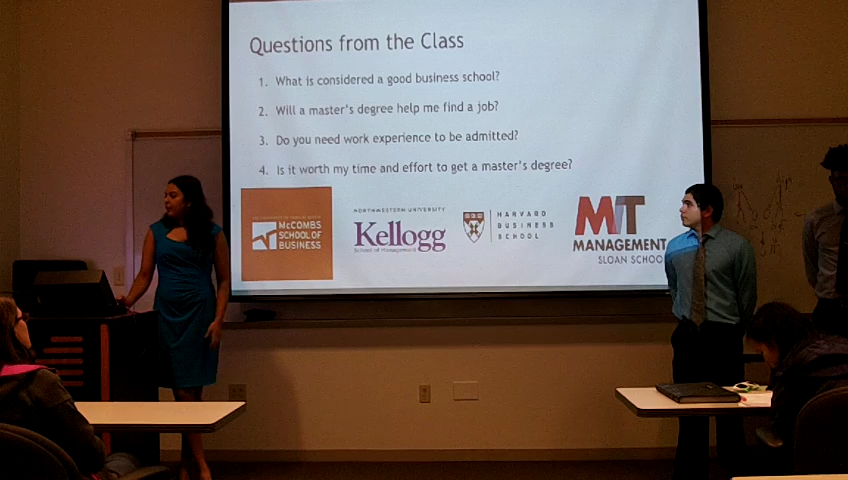 Questions from the Class
1. What is considered a good business school?
2. Will a master's degree help me find a job?
3. Do you need work experience to be admitted?
4. Is it worth my time and effort to get a master's degree?
McCOMBS
SCHOOL OF
BUSINESS
NORTHWESTERN UNIVERSITY
Kellogg
School of Management
HARVARD
BUSINESS
SCHOOL
MIT
MANAGEMENT
SLOAN SCHOO